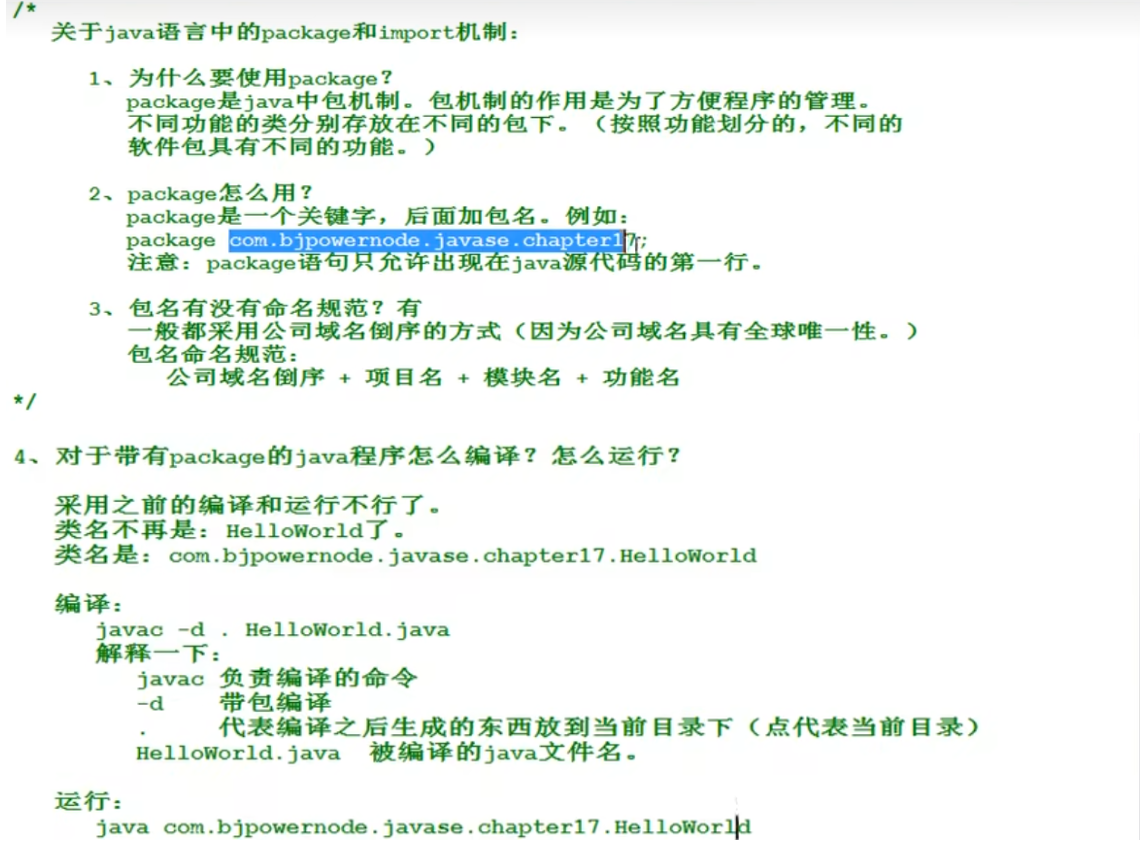 /*
关于java语言中的package和import机制：
1、为什么要使用package？
package是java中包机制。包机制的作用是为了方便程序的管理。
不同功能的类分别存放在不同的包下。（按照功能划分的，不同的
软件包具有不同的功能。）
2、package怎么用？
package是一个关键字，后面加包名。例如：
package com.bjpowernode.javase.chapter17;
注意：package语句只允许出现在java源代码的第一行。
3、包名有没有命名规范？有
一般都采用公司域名倒序的方式（因为公司域名具有全球唯一性。）
包名命名规范：
公司域名倒序 + 项目名 + 模块名 + 功能名
*/
4、对于带有package的java程序怎么编译？怎么运行？
采用之前的编译和运行不行了。
类名不再是：HelloWorld了。
类名是：com.bjpowernode.javase.chapter17.HelloWorld
编译：
javac -d . HelloWorld.java
解释一下：
javac 负责编译的命令
-d 带包编译
. 代表编译之后生成的东西放到当前目录下（点代表当前目录）
HelloWorld.java 被编译的java文件名。
运行：
java com.bjpowernode.javase.chapter17.HelloWorld